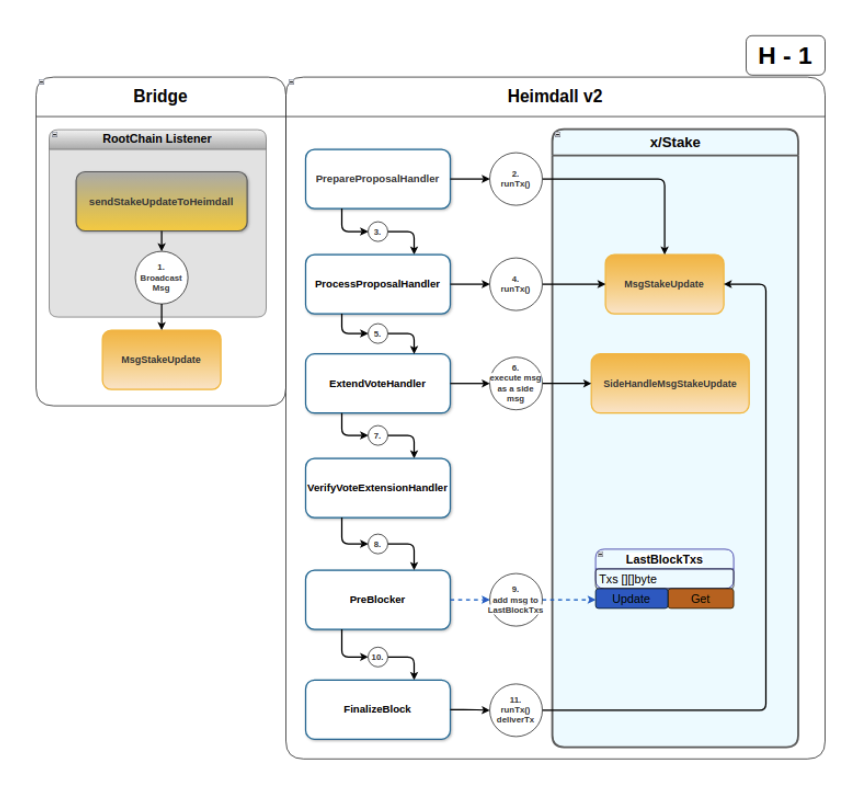 H - 1
Bridge
Heimdall v2
RootChain Listener
sendStakeUpdateToHeimdall
1.
Broadcast
Msg
MsgStakeUpdate
x/Stake
PrepareProposalHandler
2.
runTx()
3.
ProcessProposalHandler
4.
runTx()
MsgStakeUpdate
5.
ExtendVoteHandler
6.
execute msg
as a side
msg
SideHandleMsgStakeUpdate
7.
VerifyVoteExtensionHandler
8.
PreBlocker
9.
add msg to
LastBlockTxs
LastBlockTxs
Txs [][]byte
Update
Get
10.
FinalizeBlock
11.
runTx()
deliverTx